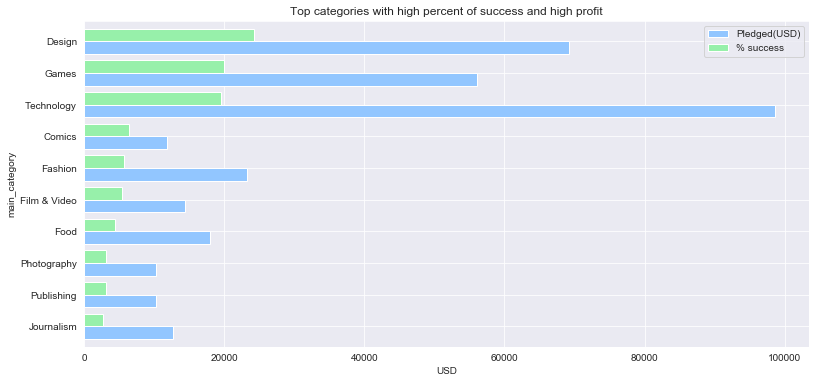 Top categories with high percent of success and high profit
Pledged(USD)
% success
main_category
Design
Games
Technology
Comics
Fashion
Film & Video
Food
Photography
Publishing
Journalism
0 20000 40000 60000 80000 100000
USD